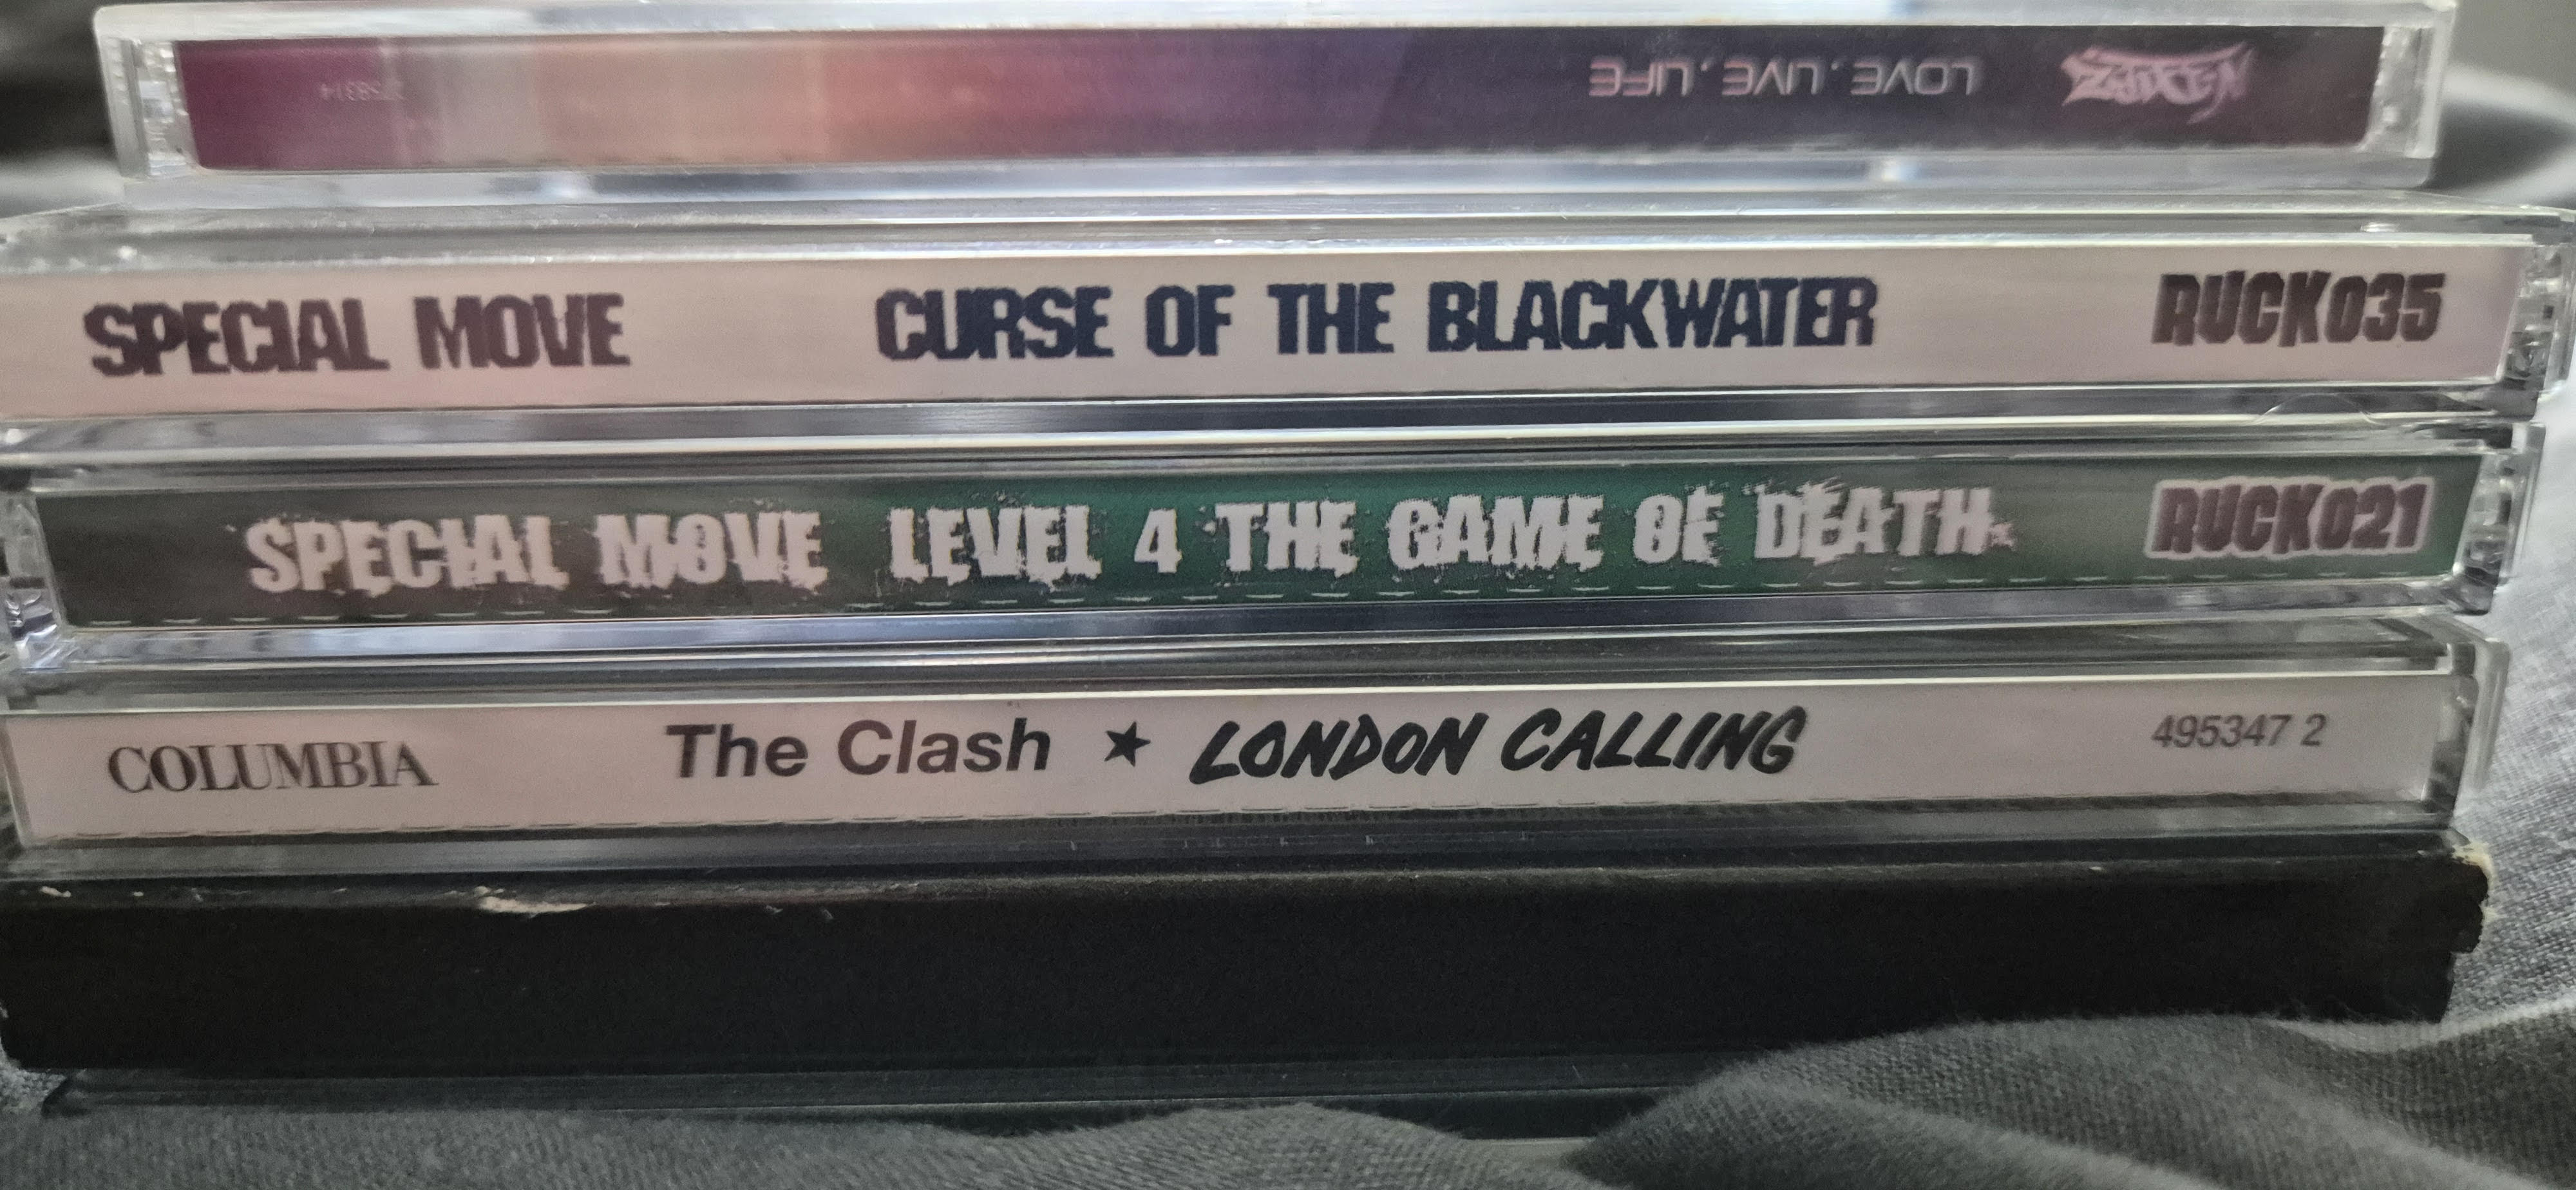 LOVE . LIVE . LIFE
SPECIAL MOVE CURSE OF THE BLACKWATER RUCK035
SPECIAL MOVE LEVEL 4 THE GAME OF DEATH RUCK021
COLUMBIA The Clash ★ LONDON CALLING 495347 2